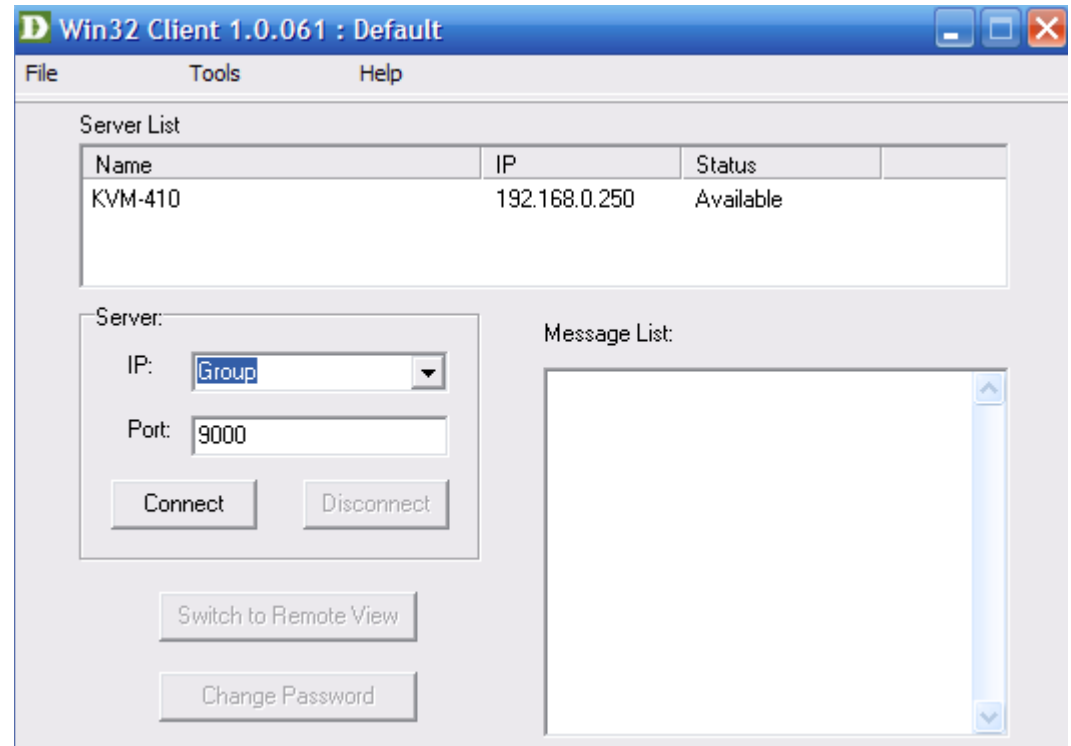 D Win32 Client 1.0.061 : Default
File Tools Help
Server List
Name IP Status
KVM-410 192.168.0.250 Available
Server:
IP: Group
Port: 9000
Connect Disconnect
Switch to Remote View
Change Password
Message List: